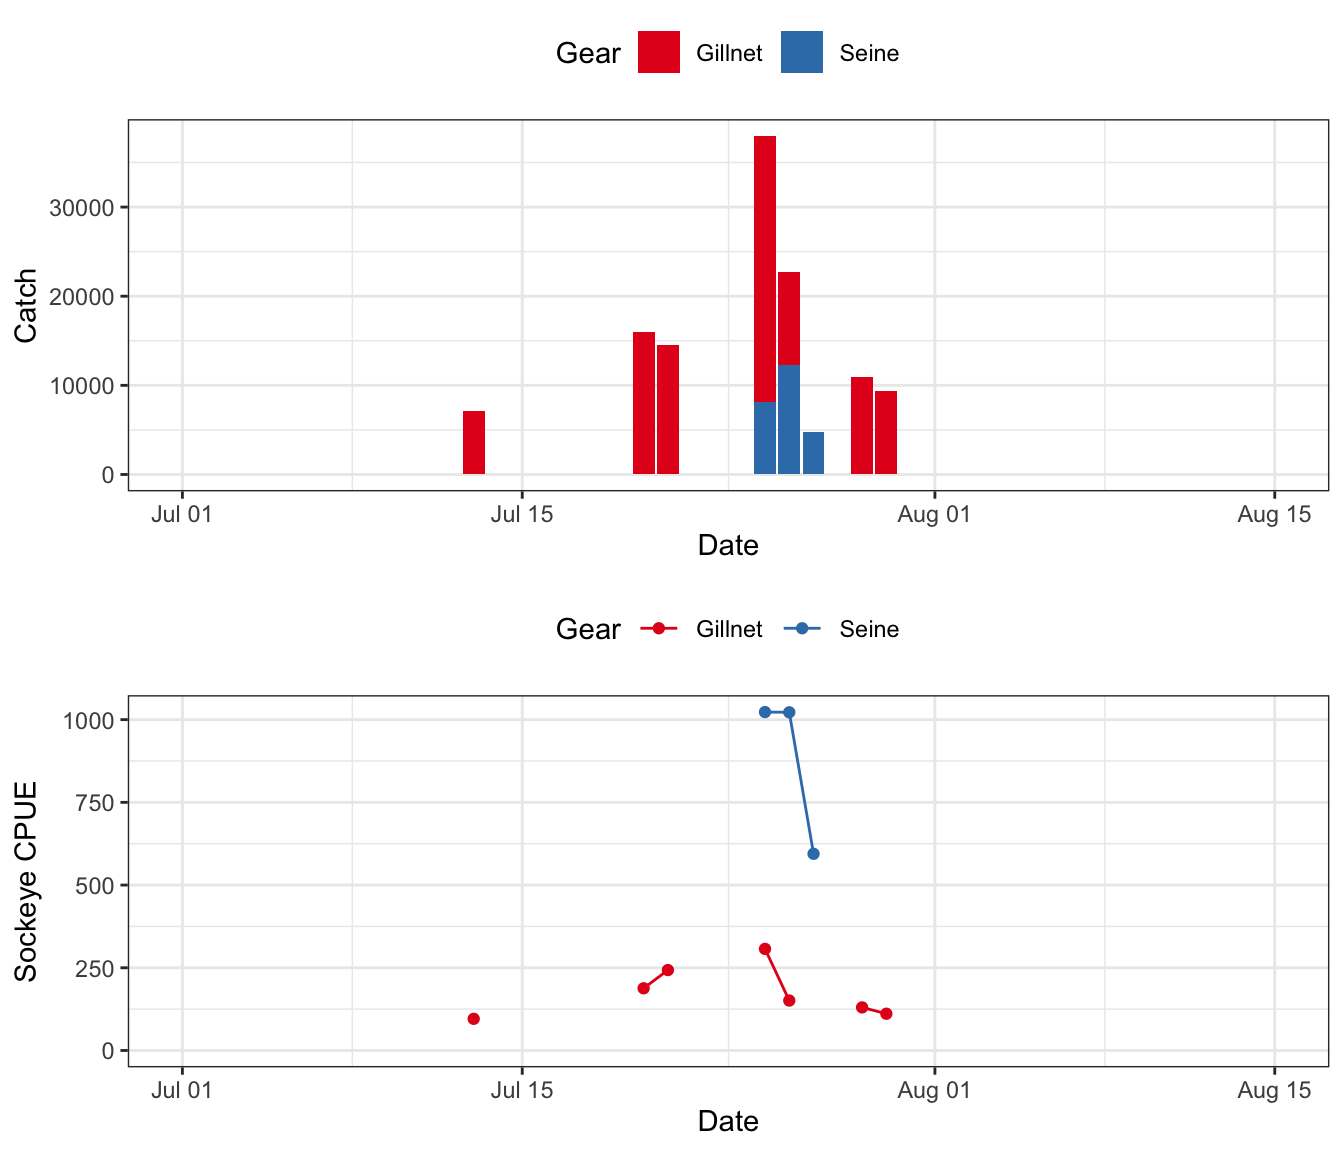 Gear Gillnet Seine
30000
20000
10000
0
Catch
Jul 01 Jul 15 Aug 01 Aug 15
Date
Gear Gillnet Seine
1000
750
500
250
0
Sockeye CPUE
Jul 01 Jul 15 Aug 01 Aug 15
Date